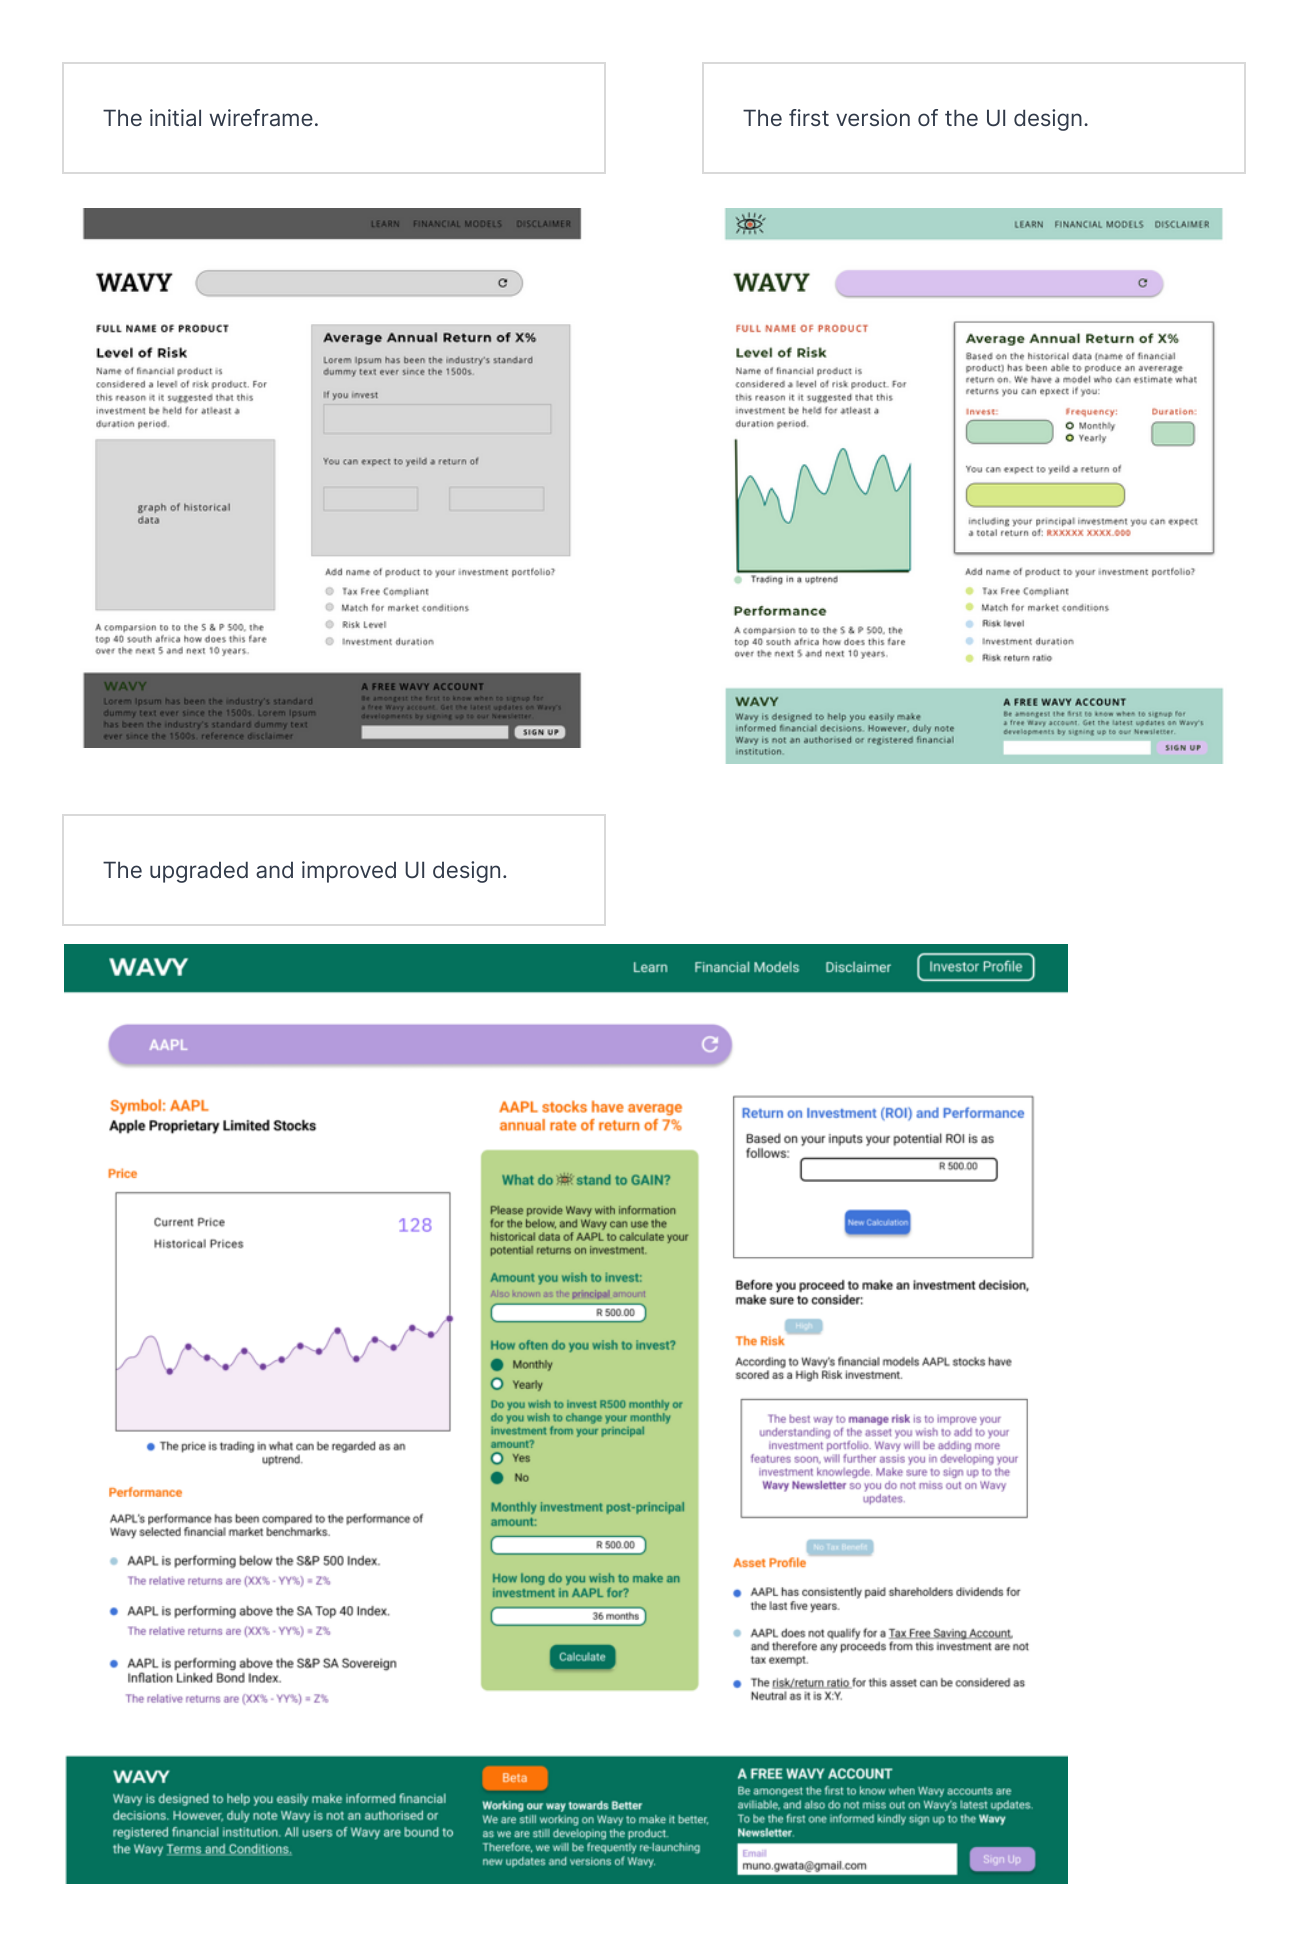 The initial wireframe.
LEARN FINANCIAL MODELS DISCLAIMER
WAVY
FULL NAME OF PRODUCT
Level of Risk
Name of financial product is
considered a level of risk product. For
this reason it it suggested that this
investment be held for atleast a
duration period.
graph of historical
data
A comparsion to to the S & P 500, the
top 40 south africa how does this fare
over the next 5 and next 10 years.
Average Annual Return of X%
Lorem Ipsum has been the industry's standard
dummy text ever since the 1500s.
If you invest
You can expect to yeild a return of
Add name of product to your investment portfolio?
Tax Free Compliant
Match for market conditions
Risk Level
Investment duration
WAVY
Lorem Ipsum has been the industry's standard
dummy text ever since the 1500s. Lorem Ipsum
has been the industry's standard dummy text
ever since the 1500s. reference disclaimer
A FREE WAVY ACCOUNT
Be amongest the first to know when to signup for
a free Wavy account. Get the latest updates on Wavy's
developments by signing up to our Newsletter.
SIGN UP
The first version of the UI design.
LEARN FINANCIAL MODELS DISCLAIMER
WAVY
FULL NAME OF PRODUCT
Level of Risk
Name of financial product is
considered a level of risk product. For
this reason it it suggested that this
investment be held for atleast a
duration period.
Trading in a uptrend
Performance
A comparsion to to the S & P 500, the
top 40 south africa how does this fare
over the next 5 and next 10 years.
Average Annual Return of X%
Based on the historical data (name of financial
product) has been able to produce an avererage
return on. We have a model who can estimate what
returns you can epxect if you:
Invest: Frequency: Duration:
Monthly
Yearly
You can expect to yeild a return of
including your principal investment you can expect
a total return of: RXXXXX XXXX.000
Add name of product to your investment portfolio?
Tax Free Compliant
Match for market conditions
Risk level
Investment duration
Risk return ratio
WAVY
Wavy is designed to help you easily make
informed financial decisions. However, duly note
Wavy is not an authorised or registered financial
institution.
A FREE WAVY ACCOUNT
Be amongest the first to know when to signup for
a free Wavy account. Get the latest updates on Wavy's
developments by signing up to our Newsletter.
SIGN UP
The upgraded and improved UI design.
WAVY
Learn Financial Models Disclaimer Investor Profile
AAPL
Symbol: AAPL
Apple Proprietary Limited Stocks
Price
Current Price 128
Historical Prices
The price is trading in what can be regarded as an
uptrend.
Performance
AAPL's performance has been compared to the performance of
Wavy selected financial market benchmarks.
AAPL is performing below the S&P 500 Index.
The relative returns are (XX% - YY%) = Z%
AAPL is performing above the SA Top 40 Index.
The relative returns are (XX% - YY%) = Z%
AAPL is performing above the S&P SA Sovereign
Inflation Linked Bond Index.
The relative returns are (XX% - YY%) = Z%
AAPL stocks have average
annual rate of return of 7%
What do stand to GAIN?
Please provide Wavy with information
for the below, and Wavy can use the
historical data of AAPL to calculate your
potential returns on investment.
Amount you wish to invest:
Also known as the principal amount
R 500.00
How often do you wish to invest?
Monthly
Yearly
Do you wish to invest R500 monthly or
do you wish to change your monthly
investment from your principal
amount?
Yes
No
Monthly investment post-principal
amount:
R 500.00
How long do you wish to make an
investment in AAPL for?
36 months
Calculate
Return on Investment (ROI) and Performance
Based on your inputs your potential ROI is as
follows:
R 500.00
New Calculation
Before you proceed to make an investment decision,
make sure to consider:
High
The Risk
According to Wavy's financial models AAPL stocks have
scored as a High Risk investment.
The best way to manage risk is to improve your
understanding of the asset you wish to add to your
investment portfolio. Wavy will be adding more
features soon, will further assis you in developing your
investment knowlegde. Make sure to sign up to the
Wavy Newsletter so you do not miss out on Wavy
updates.
No Tax Benefit
Asset Profile
AAPL has consistently paid shareholders dividends for
the last five years.
AAPL does not qualify for a Tax Free Saving Account,
and therefore any proceeds from this investment are not
tax exempt.
The risk/return ratio for this asset can be considered as
Neutral as it is X:Y.
WAVY
Wavy is designed to help you easily make informed financial
decisions. However, duly note Wavy is not an authorised or
registered financial institution. All users of Wavy are bound to
the Wavy Terms and Conditions.
Beta
Working our way towards Better
We are still working on Wavy to make it better,
as we are still developing the product.
Therefore, we will be frequently re-launching
new updates and versions of Wavy.
A FREE WAVY ACCOUNT
Be amongest the first to know when Wavy accounts are
aviliable, and also do not miss out on Wavy's latest updates.
To be the first one informed kindly sign up to the Wavy
Newsletter.
Email
muno.gwata@gmail.com
Sign Up